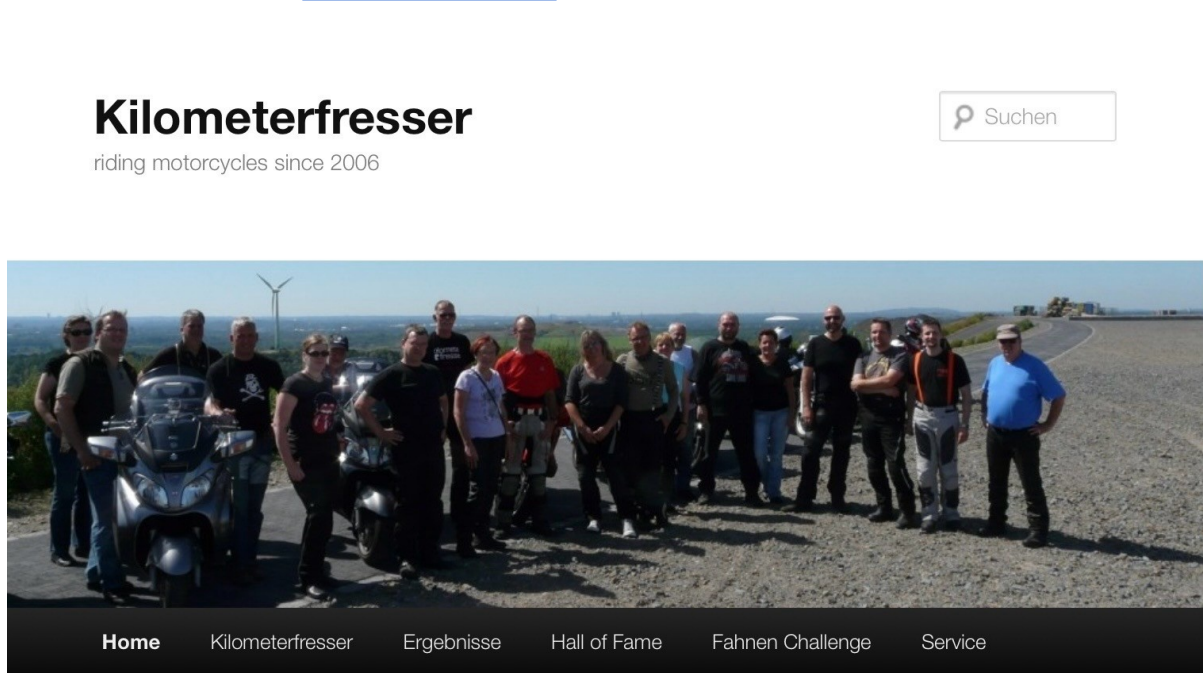 Kilometerfresser
riding motorcycles since 2006
Suchen
Home Kilometerfresser Ergebnisse Hall of Fame Fahnen Challenge Service